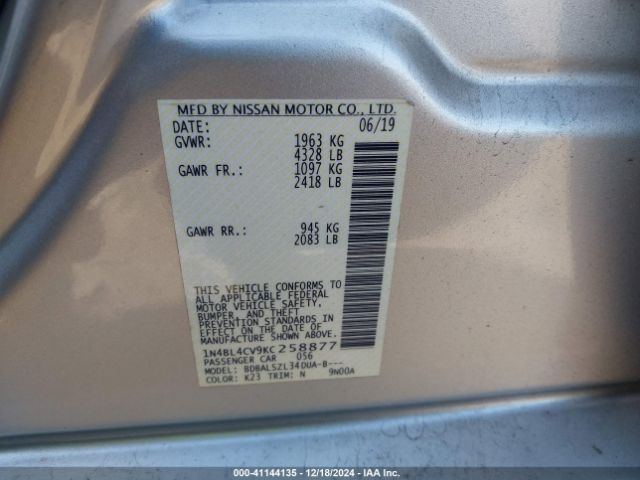 MFD BY NISSAN MOTOR CO., LTD.
DATE: 06/19
GVWR: 1963 KG
4328 LB
GAWR FR.: 1097 KG
2418 LB
GAWR RR.: 945 KG
2083 LB
THIS VEHICLE CONFORMS TO
ALL APPLICABLE FEDERAL
MOTOR VEHICLE SAFETY,
BUMPER, AND THEFT
PREVENTION STANDARDS IN
EFFECT ON THE DATE OF
MANUFACTURE SHOWN ABOVE.
1N4BL4CV9KC258877
PASSENGER CAR 056
MODEL: BDBALSZL34DUA-B---
COLOR: K23 TRIM: N 9N00A
000-41144135 - 12/18/2024 - IAA Inc.